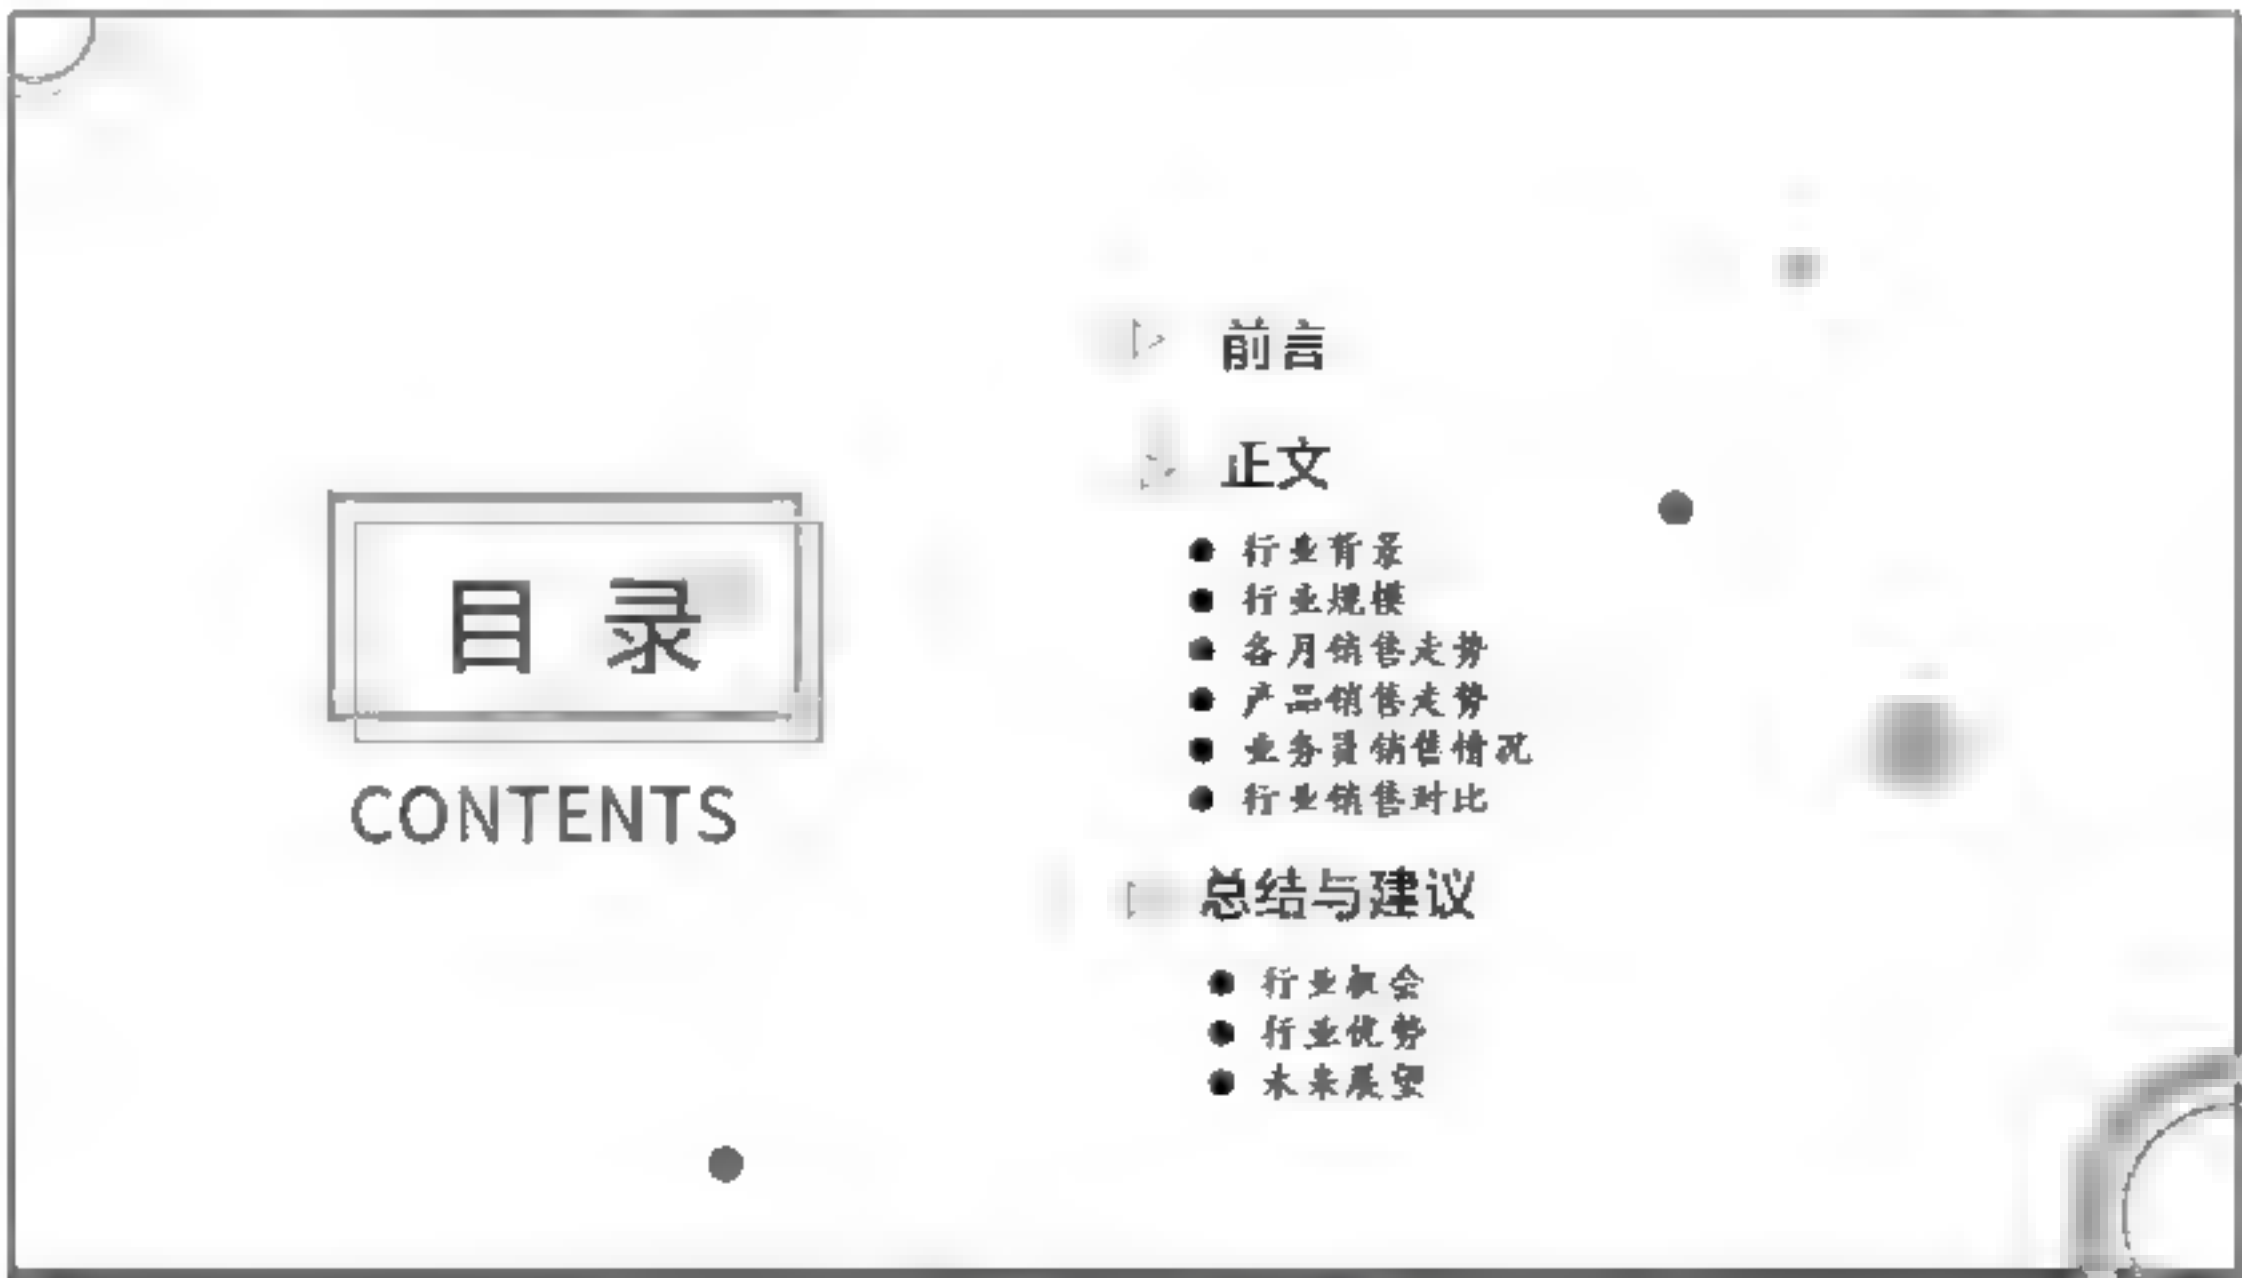 目录
CONTENTS
前言
正文
行业背景
行业规模
各月销售走势
产品销售走势
业务员销售情况
行业销售对比
总结与建议
行业机会
行业优势
未来展望